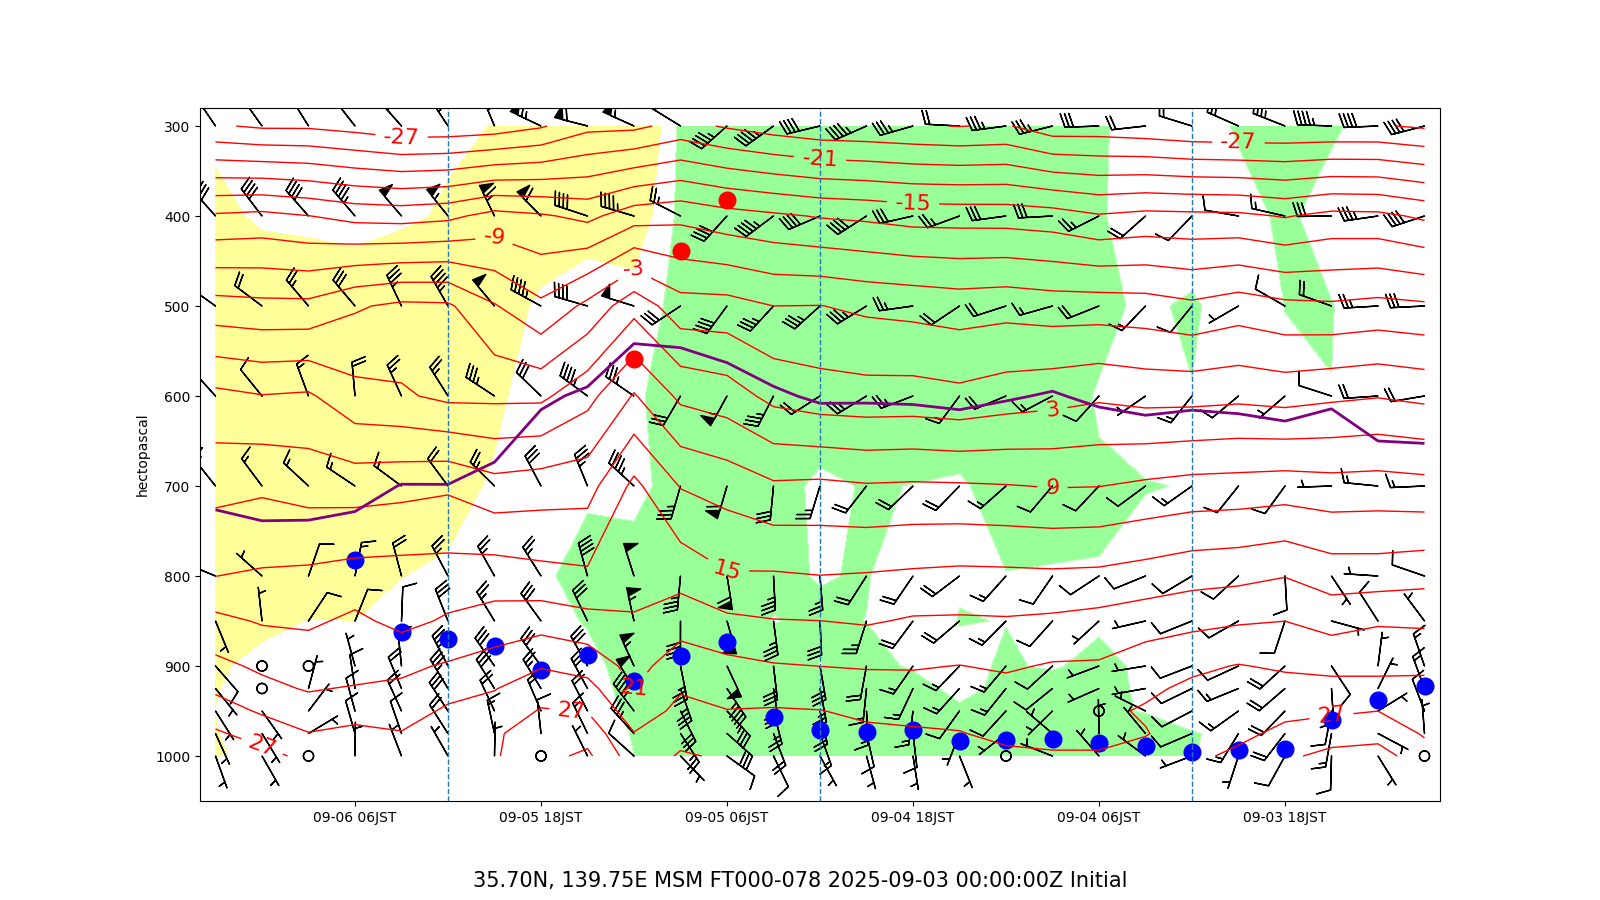 300
400
500
600
700
800
900
1000
hectopascal
-27
-21
-27
-15
-9
-3
3
9
15
21
27
27
27
09-06 06JST
09-05 18JST
09-05 06JST
09-04 18JST
09-04 06JST
09-03 18JST
35.70N, 139.75E MSM FT000-078 2025-09-03 00:00:00Z Initial